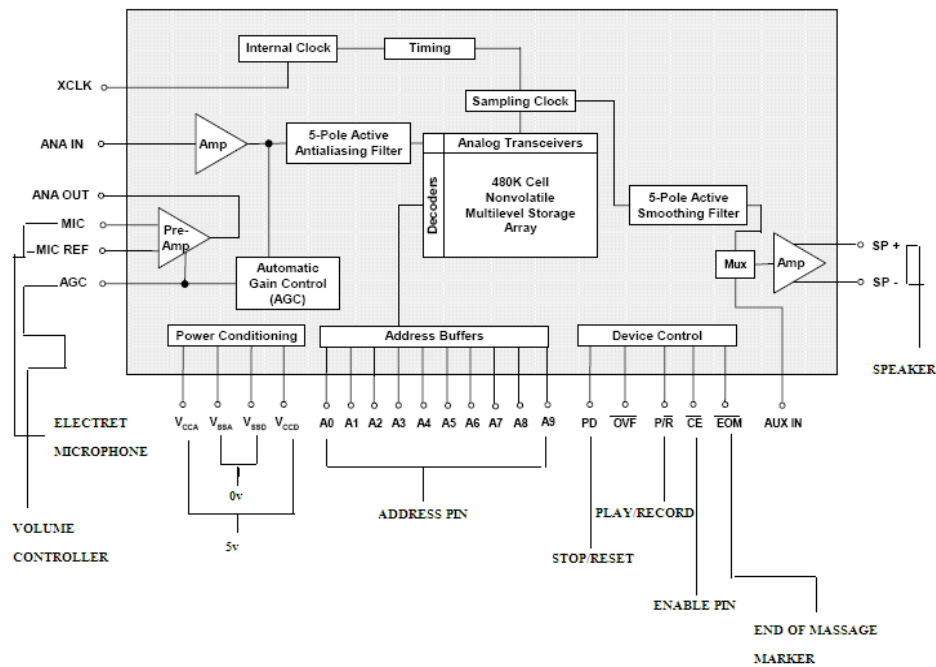 Internal Clock
Timing
XCLK
Sampling Clock
ANA IN
Amp
5-Pole Active
Antialiasing Filter
Decoders
Analog Transceivers
480K Cell
Nonvolatile
Multilevel Storage
Array
ANA OUT
MIC
MIC REF
Pre-
Amp
5-Pole Active
Smoothing Filter
AGC
Automatic
Gain Control
(AGC)
Mux
Amp
SP +
SP -
SPEAKER
Power Conditioning
Address Buffers
Device Control
VCCA VSSA VSSD VCCD
A0 A1 A2 A3 A4 A5 A6 A7 A8 A9
PD OVF P/R CE EOM AUX IN
ELECTRET
MICROPHONE
0v
5v
VOLUME
CONTROLLER
ADDRESS PIN
PLAY/RECORD
STOP/RESET
ENABLE PIN
END OF MASSAGE
MARKER